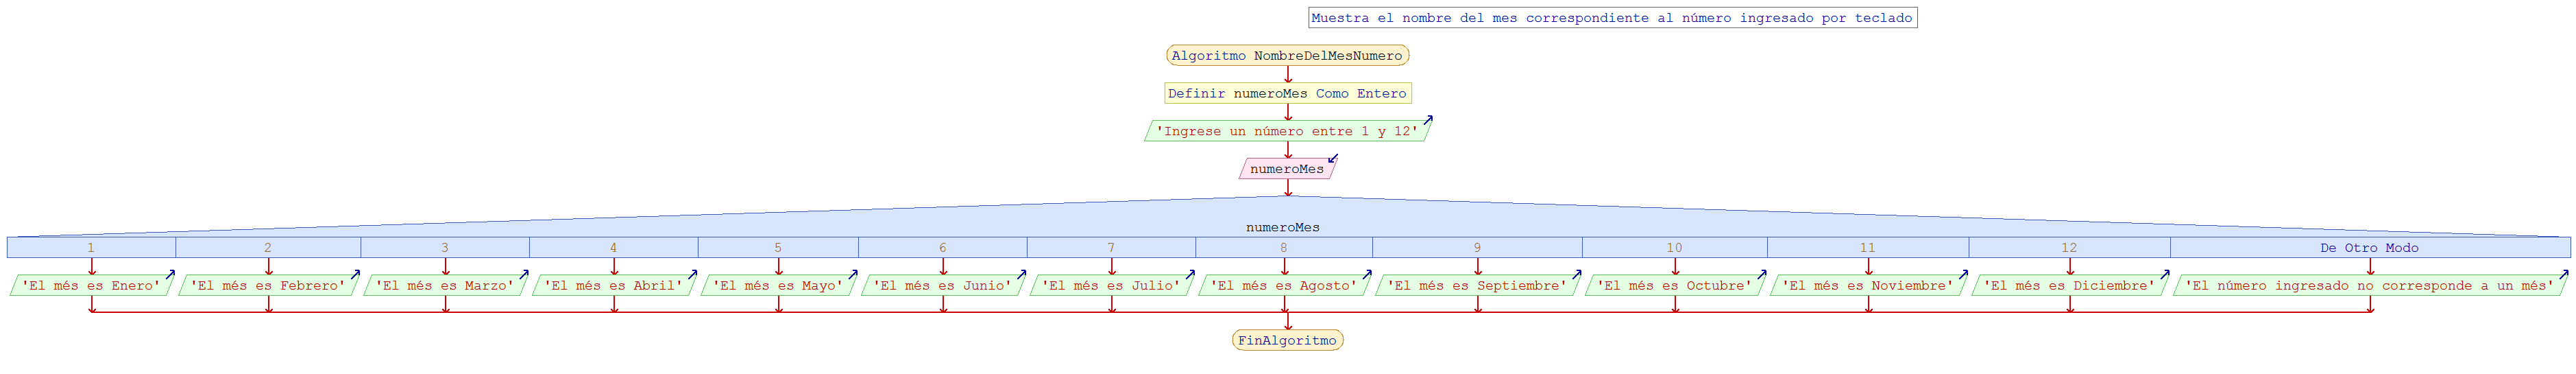 Muestra el nombre del mes correspondiente al número ingresado por teclado
Algoritmo NombreDelMesNumero
Definir numeroMes Como Entero
'Ingrese un número entre 1 y 12'
numeroMes
numeroMes
1 2 3 4 5 6 7 8 9 10 11 12 De Otro Modo
'El més es Enero' 'El més es Febrero' 'El més es Marzo' 'El més es Abril' 'El més es Mayo' 'El més es Junio' 'El més es Julio' 'El més es Agosto' 'El més es Septiembre' 'El més es Octubre' 'El més es Noviembre' 'El més es Diciembre' 'El número ingresado no corresponde a un més'
FinAlgoritmo